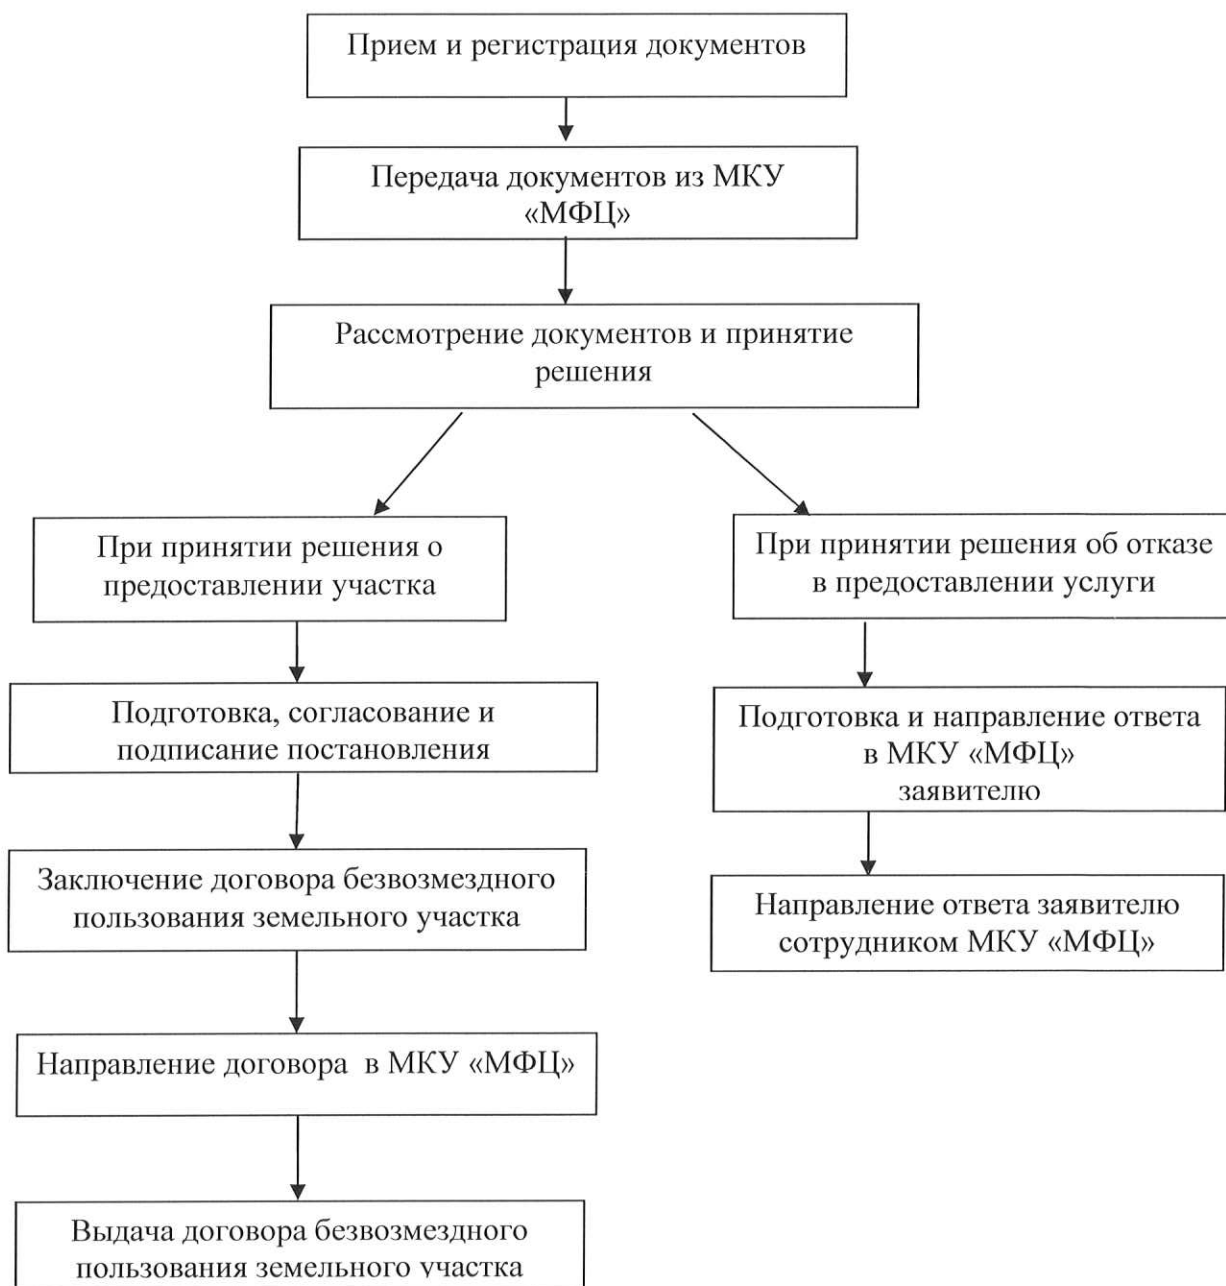 Прием и регистрация документов
Передача документов из МКУ
«МФЦ»
Рассмотрение документов и принятие
решения
При принятии решения о
предоставлении участка
При принятии решения об отказе
в предоставлении услуги
Подготовка, согласование и
подписание постановления
Подготовка и направление ответа
в МКУ «МФЦ»
заявителю
Заключение договора безвозмездного
пользования земельного участка
Направление ответа заявителю
сотрудником МКУ «МФЦ»
Направление договора в МКУ «МФЦ»
Выдача договора безвозмездного
пользования земельного участка